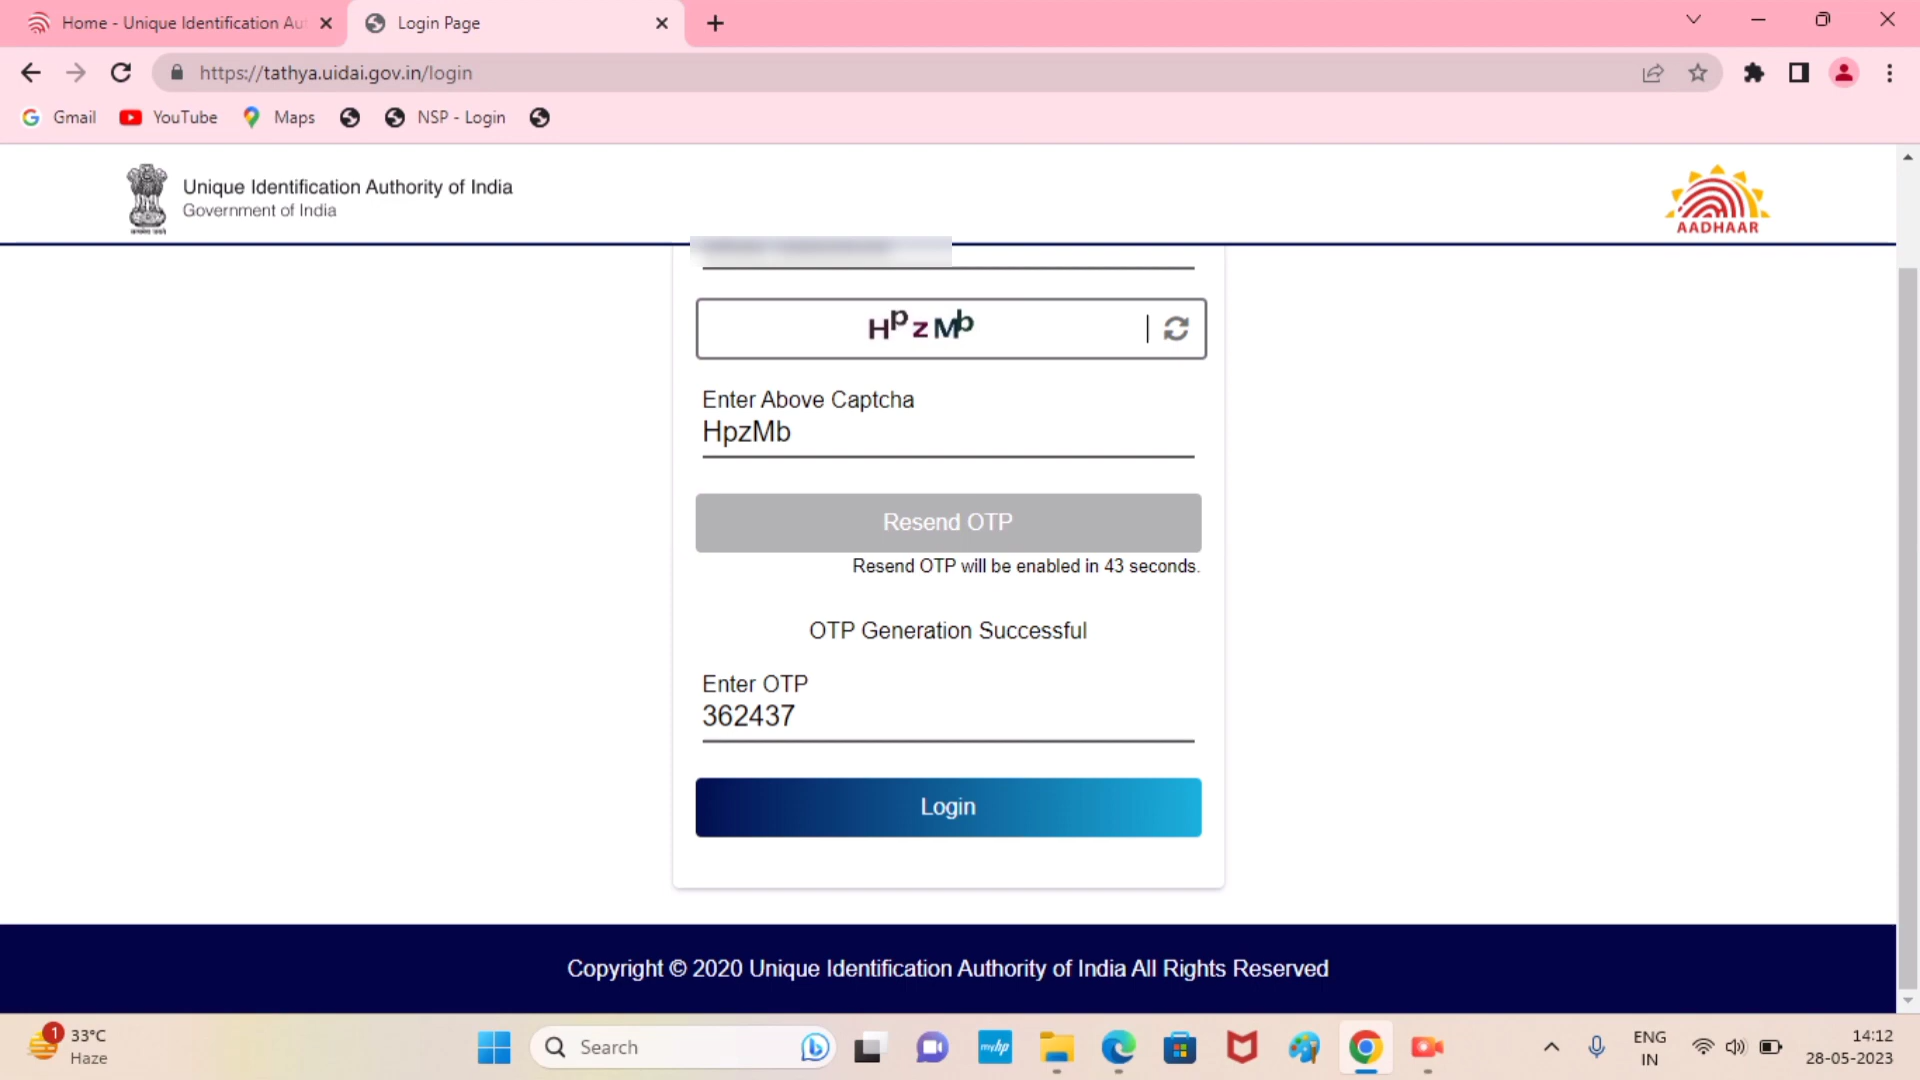 Home - Unique Identification Au
Login Page
https://tathya.uidai.gov.in/login
Gmail
YouTube
Maps
NSP - Login
Unique Identification Authority of India
Government of India
AADHAAR
HpzMb
Enter Above Captcha
HpzMb
Resend OTP
Resend OTP will be enabled in 43 seconds.
OTP Generation Successful
Enter OTP
362437
Login
Copyright © 2020 Unique Identification Authority of India All Rights Reserved
1
33°C
Haze
Search
myhp
ENG
IN
14:12
28-05-2023